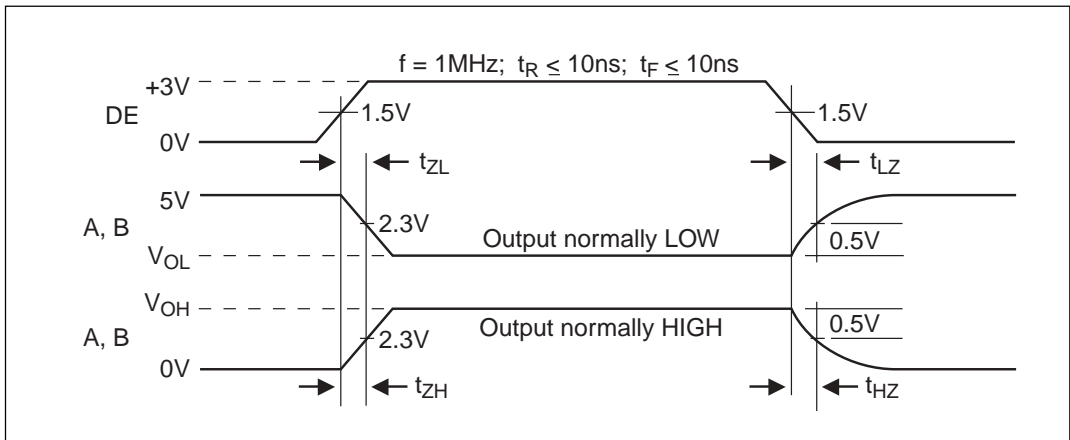 f = 1MHz; tR ≤ 10ns; tF ≤ 10ns
+3V
DE
1.5V
1.5V
0V
tZL
tLZ
5V
A, B
2.3V
Output normally LOW
0.5V
VOL
VOH
A, B
2.3V
Output normally HIGH
0.5V
0V
tZH
tHZ